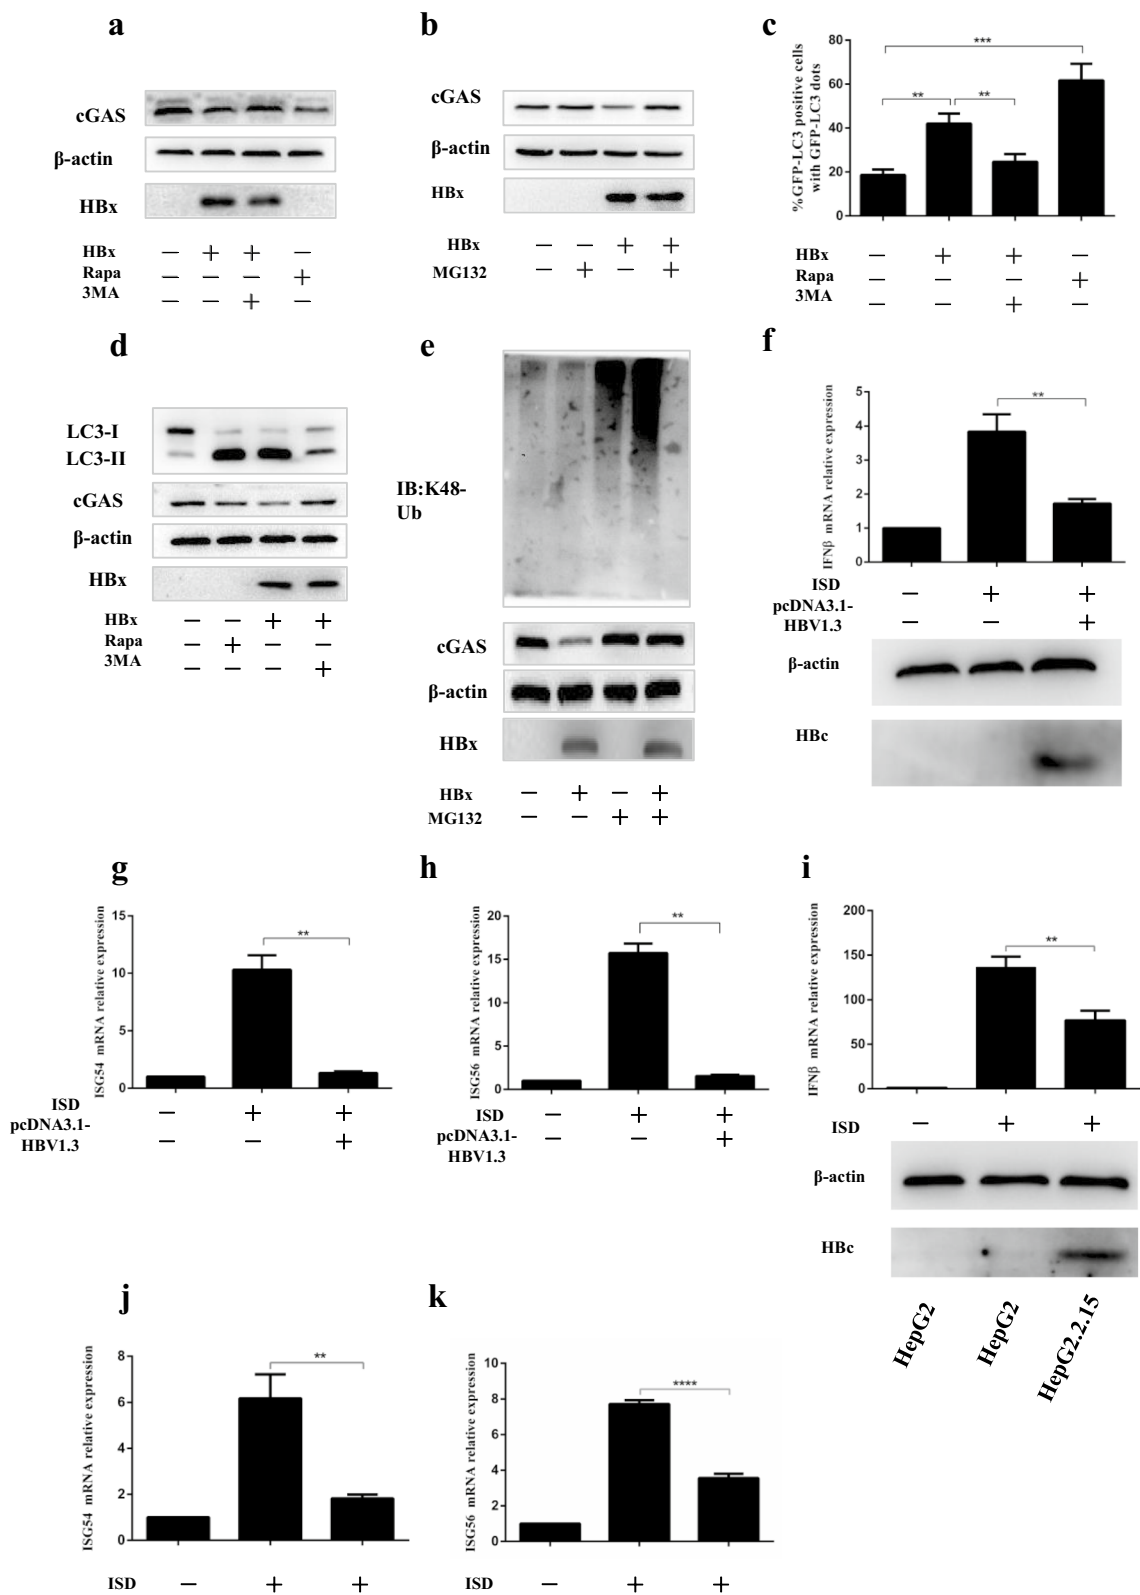 a
cGAS
β-actin
HBx
HBx — + + —
Rapa — — — +
3MA — — + —
b
cGAS
β-actin
HBx
HBx — — + +
MG132 — + — +
c
%GFP-LC3 positive cells
with GFP-LC3 dots
80
60
40
20
0
***
** **
HBx — + + —
Rapa — — — +
3MA — — + —
d
LC3-I
LC3-II
cGAS
β-actin
HBx
HBx — — + +
Rapa — + — —
3MA — — — +
e
IB:K48-
Ub
cGAS
β-actin
HBx
HBx — + — +
MG132 — — + +
f
IFNβ mRNA relative expression
5
4
3
2
1
0
**
ISD — + +
pcDNA3.1-
HBV1.3 — — +
β-actin
HBc
g
ISG54 mRNA relative expression
15
10
5
0
**
ISD — + +
pcDNA3.1-
HBV1.3 — — +
h
ISG56 mRNA relative expression
20
15
10
5
0
**
ISD — + +
pcDNA3.1-
HBV1.3 — — +
i
IFNβ mRNA relative expression
200
150
100
50
0
**
ISD — + +
β-actin
HBc
HepG2 HepG2 HepG2.2.15
j
ISG54 mRNA relative expression
8
6
4
2
0
**
ISD — + +
k
ISG56 mRNA relative expression
10
8
6
4
2
0
****
ISD — + +